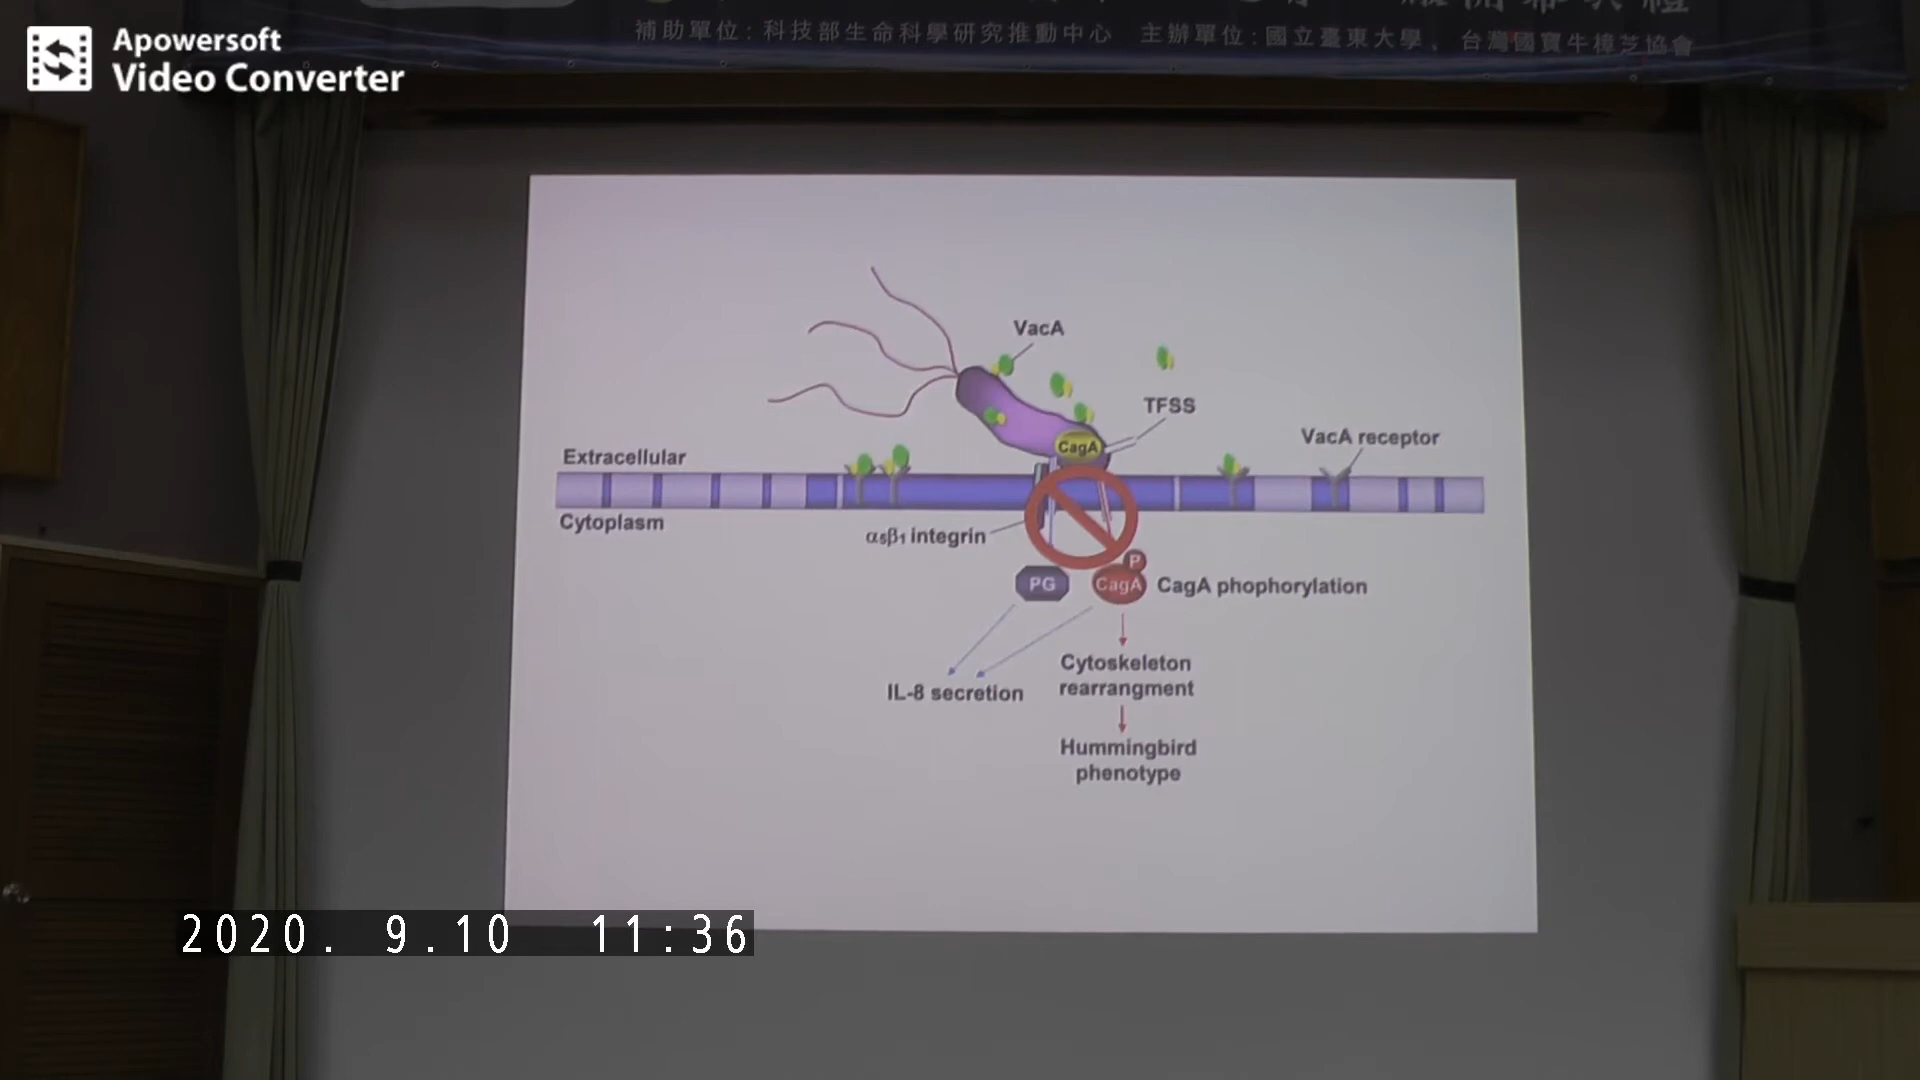 Apowersoft
Video Converter
補助單位：科技部生命科學研究推動中心 主辦單位：國立臺東大學、台灣國寶牛樟芝協會
VacA
TFSS
CagA
VacA receptor
Extracellular
Cytoplasm
α₅β₁ integrin
P
PG
CagA
CagA phophorylation
Cytoskeleton
rearrangment
IL-8 secretion
Hummingbird
phenotype
2020. 9.10 11:36